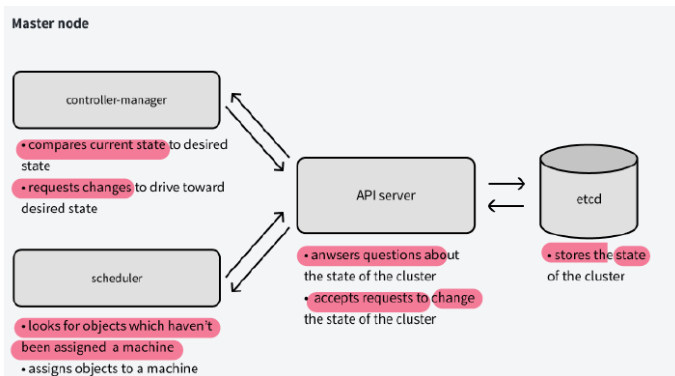 Master node
controller-manager
• compares current state to desired
state
• requests changes to drive toward
desired state
scheduler
• looks for objects which haven't
been assigned a machine
• assigns objects to a machine
API server
• anwsers questions about
the state of the cluster
• accepts requests to change
the state of the cluster
etcd
• stores the state
of the cluster